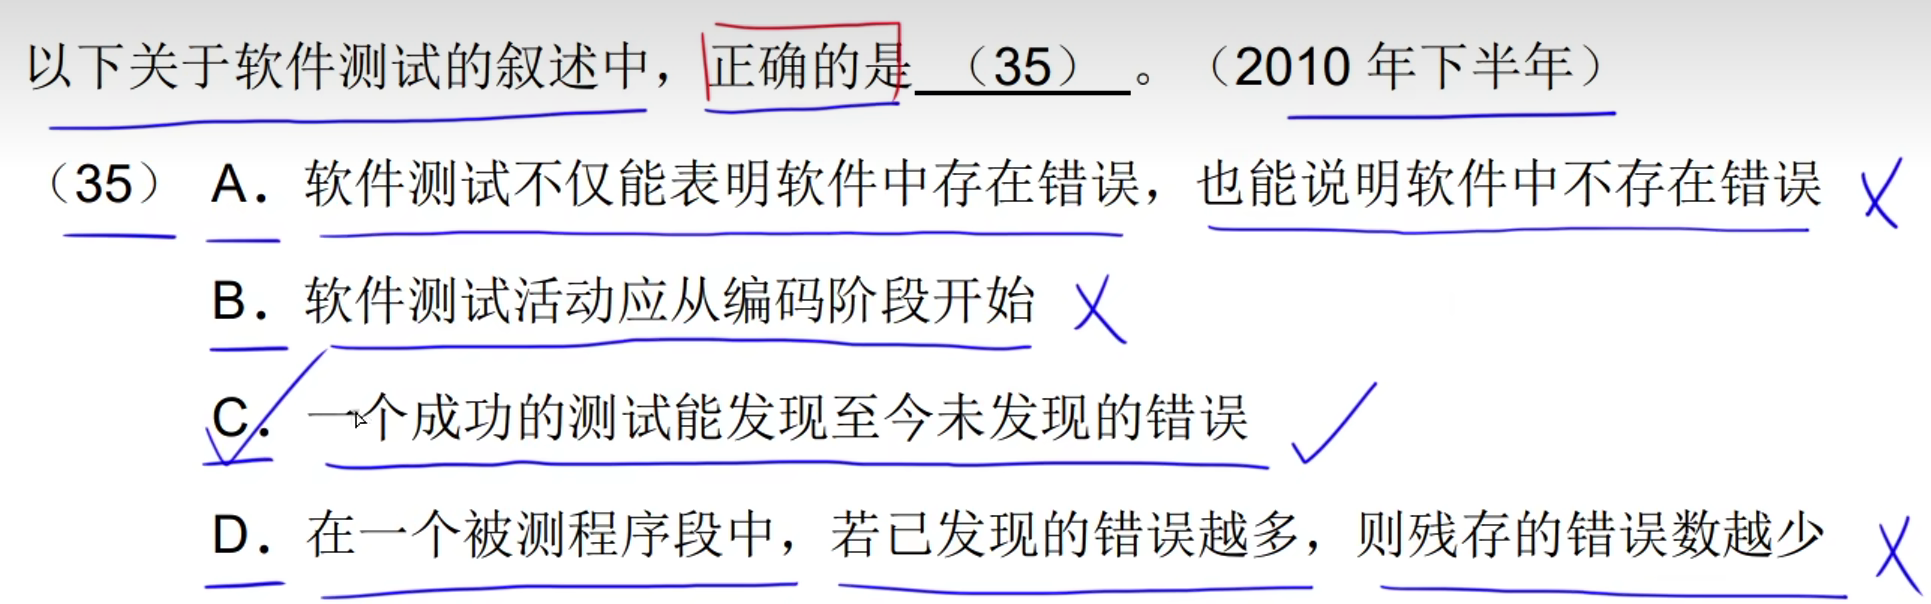 以下关于软件测试的叙述中，正确的是（35）。（2010 年下半年）
（35） A. 软件测试不仅能表明软件中存在错误，也能说明软件中不存在错误
B. 软件测试活动应从编码阶段开始
C. 一个成功的测试能发现至今未发现的错误
D. 在一个被测程序段中，若已发现的错误越多，则残存的错误数越少